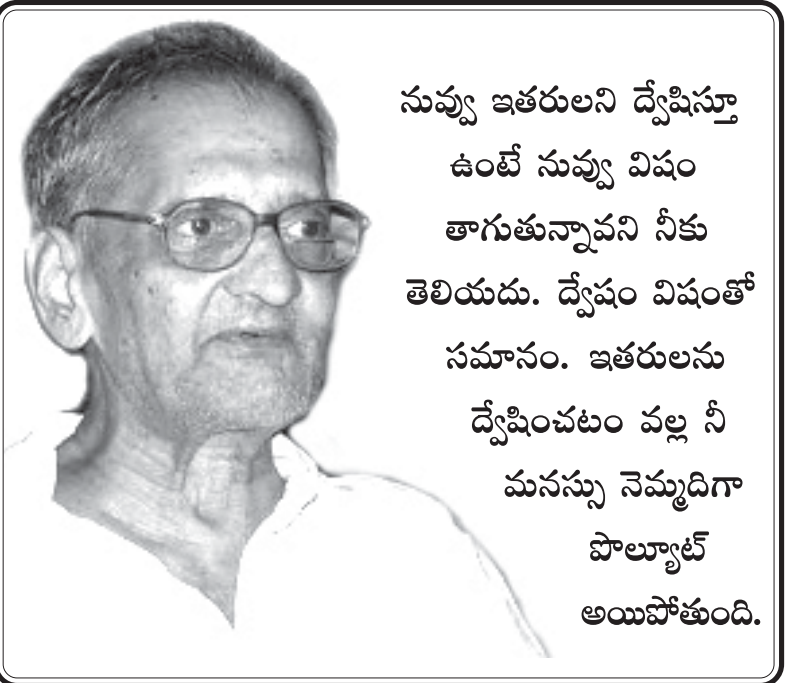 నువ్వు ఇతరులని ద్వేషిస్తూ
ఉంటే నువ్వు విషం
తాగుతున్నావని నీకు
తెలియదు. ద్వేషం విషంతో
సమానం. ఇతరులను
ద్వేషించటం వల్ల నీ
మనస్సు నెమ్మదిగా
పొల్యూట్
అయిపోతుంది.